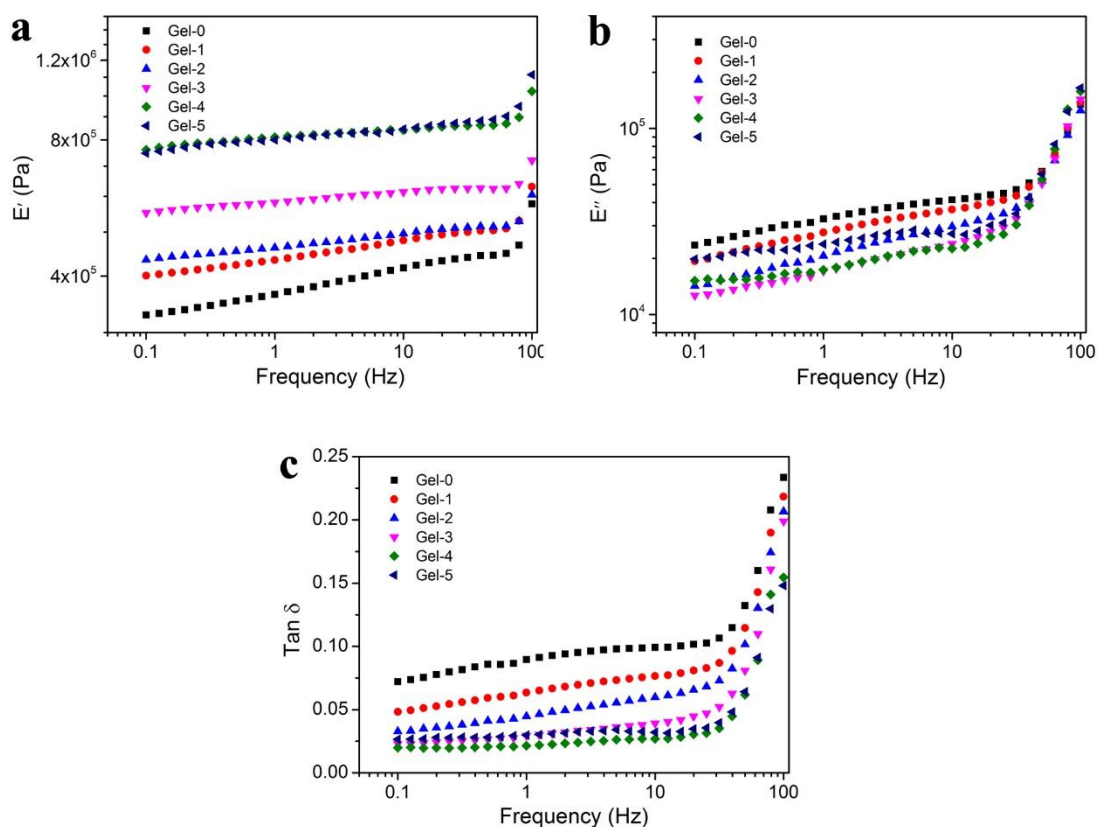 a
Gel-0
Gel-1
Gel-2
Gel-3
Gel-4
Gel-5
1.2x10⁶
8x10⁵
4x10⁵
E′ (Pa)
0.1 1 10 100
Frequency (Hz)
b
Gel-0
Gel-1
Gel-2
Gel-3
Gel-4
Gel-5
10⁵
10⁴
E″ (Pa)
0.1 1 10 100
Frequency (Hz)
c
Gel-0
Gel-1
Gel-2
Gel-3
Gel-4
Gel-5
0.25
0.20
0.15
0.10
0.05
0.00
Tan δ
0.1 1 10 100
Frequency (Hz)